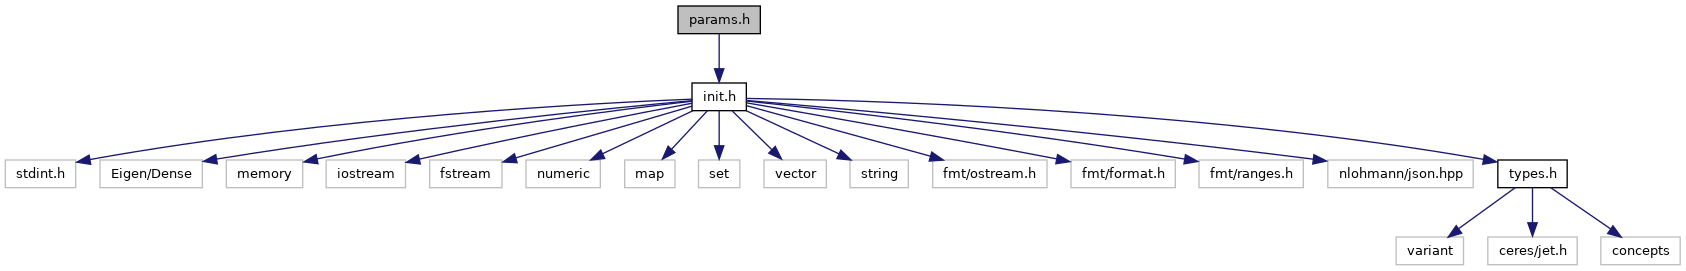 params.h
init.h
stdint.h
Eigen/Dense
memory
iostream
fstream
numeric
map
set
vector
string
fmt/ostream.h
fmt/format.h
fmt/ranges.h
nlohmann/json.hpp
types.h
variant
ceres/jet.h
concepts